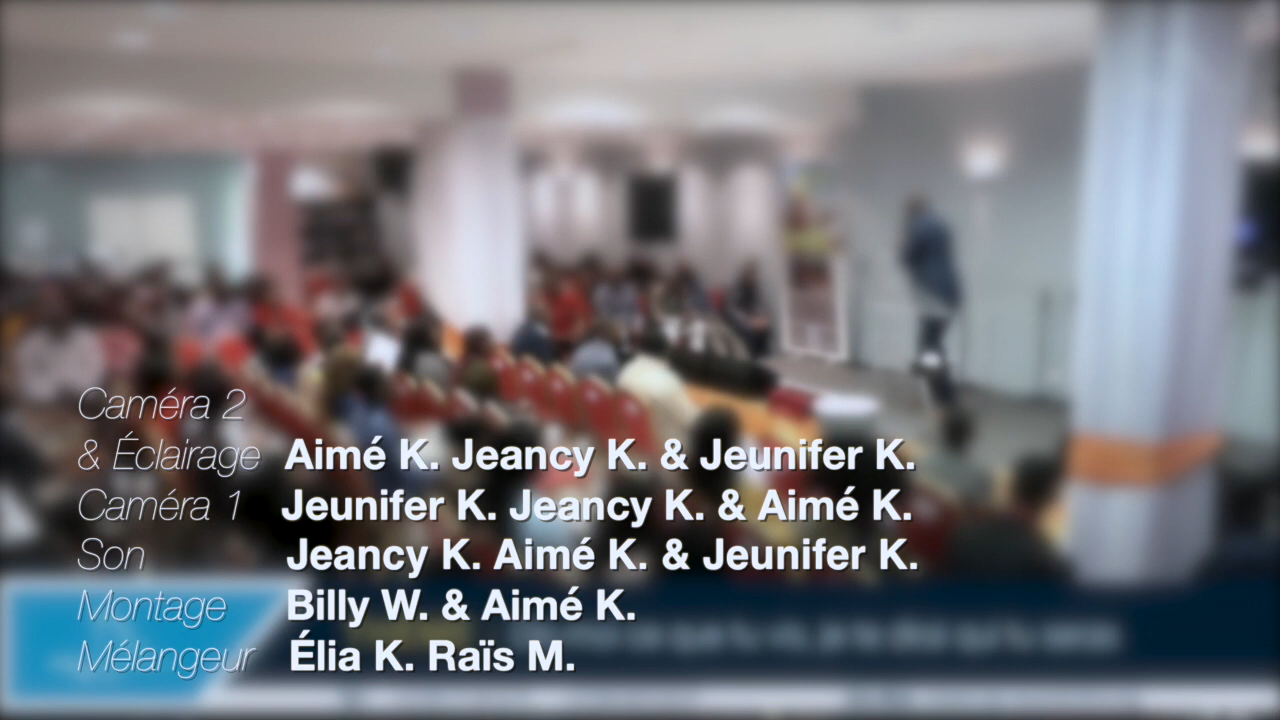 Caméra 2
& Éclairage Aimé K. Jeancy K. & Jeunifer K.
Caméra 1 Jeunifer K. Jeancy K. & Aimé K.
Son Jeancy K. Aimé K. & Jeunifer K.
Montage Billy W. & Aimé K.
Mélangeur Élia K. Raïs M.